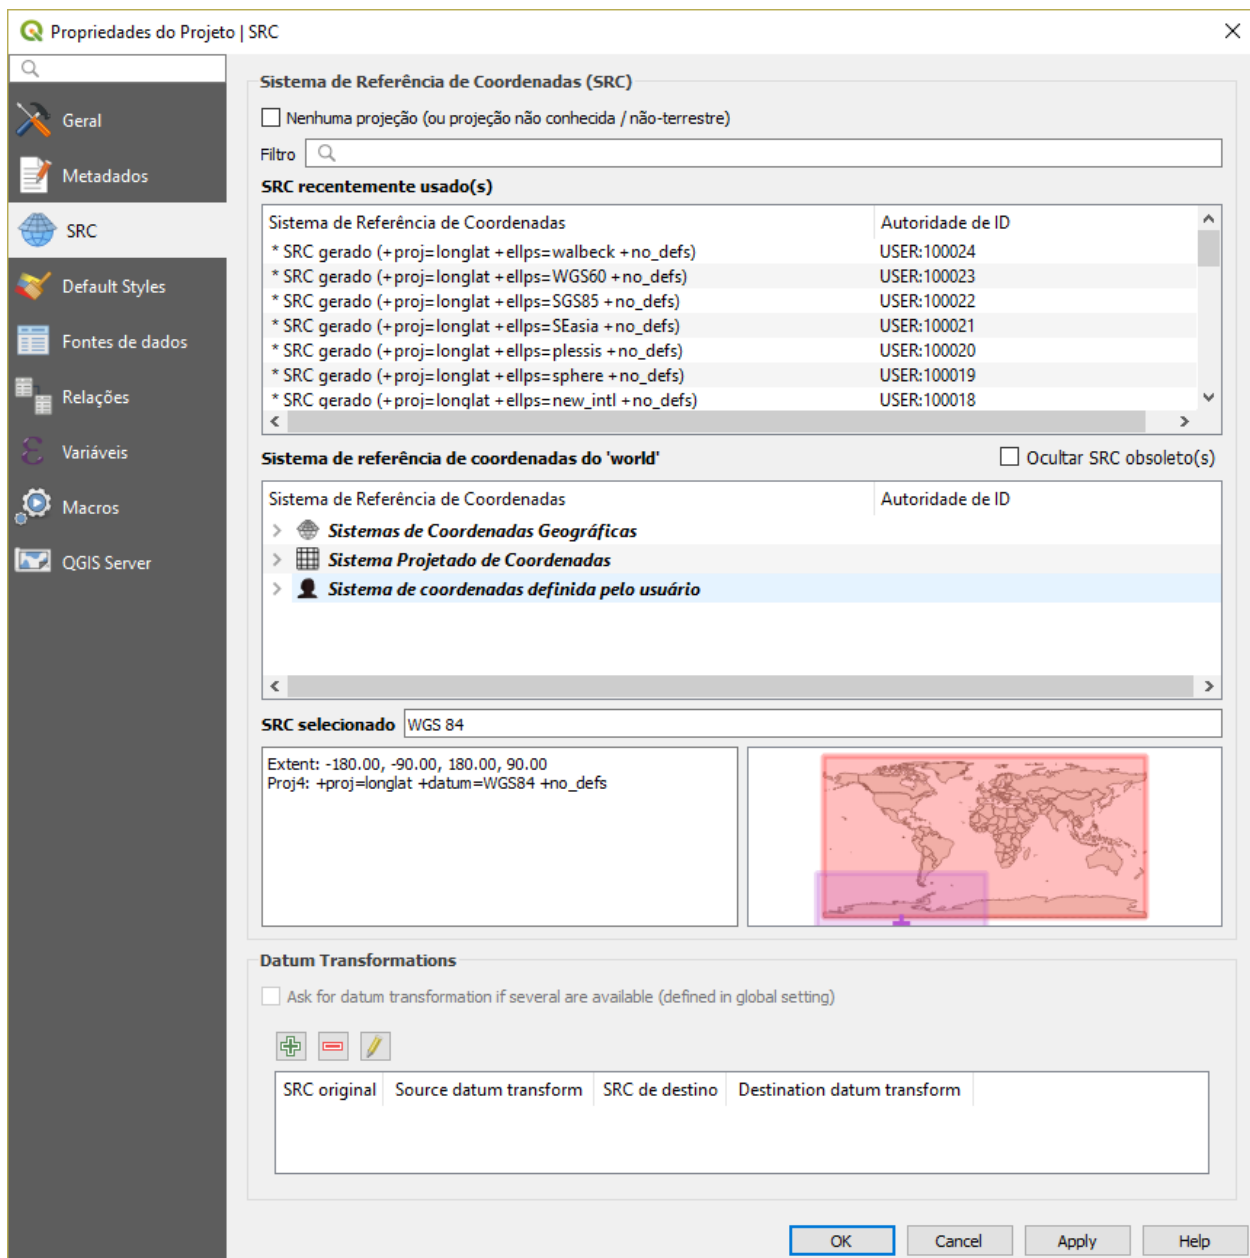 Propriedades do Projeto | SRC
Geral
Metadados
SRC
Default Styles
Fontes de dados
Relações
Variáveis
Macros
QGIS Server
Sistema de Referência de Coordenadas (SRC)
Nenhuma projeção (ou projeção não conhecida / não-terrestre)
Filtro
SRC recentemente usado(s)
Sistema de Referência de Coordenadas Autoridade de ID
* SRC gerado (+proj=longlat +ellps=walbeck +no_defs) USER:100024
* SRC gerado (+proj=longlat +ellps=WGS60 +no_defs) USER:100023
* SRC gerado (+proj=longlat +ellps=SGS85 +no_defs) USER:100022
* SRC gerado (+proj=longlat +ellps=SEasia +no_defs) USER:100021
* SRC gerado (+proj=longlat +ellps=plessis +no_defs) USER:100020
* SRC gerado (+proj=longlat +ellps=sphere +no_defs) USER:100019
* SRC gerado (+proj=longlat +ellps=new_intl +no_defs) USER:100018
Sistema de referência de coordenadas do 'world' Ocultar SRC obsoleto(s)
Sistema de Referência de Coordenadas Autoridade de ID
Sistemas de Coordenadas Geográficas
Sistema Projetado de Coordenadas
Sistema de coordenadas definida pelo usuário
SRC selecionado WGS 84
Extent: -180.00, -90.00, 180.00, 90.00
Proj4: +proj=longlat +datum=WGS84 +no_defs
Datum Transformations
Ask for datum transformation if several are available (defined in global setting)
SRC original Source datum transform SRC de destino Destination datum transform
OK Cancel Apply Help